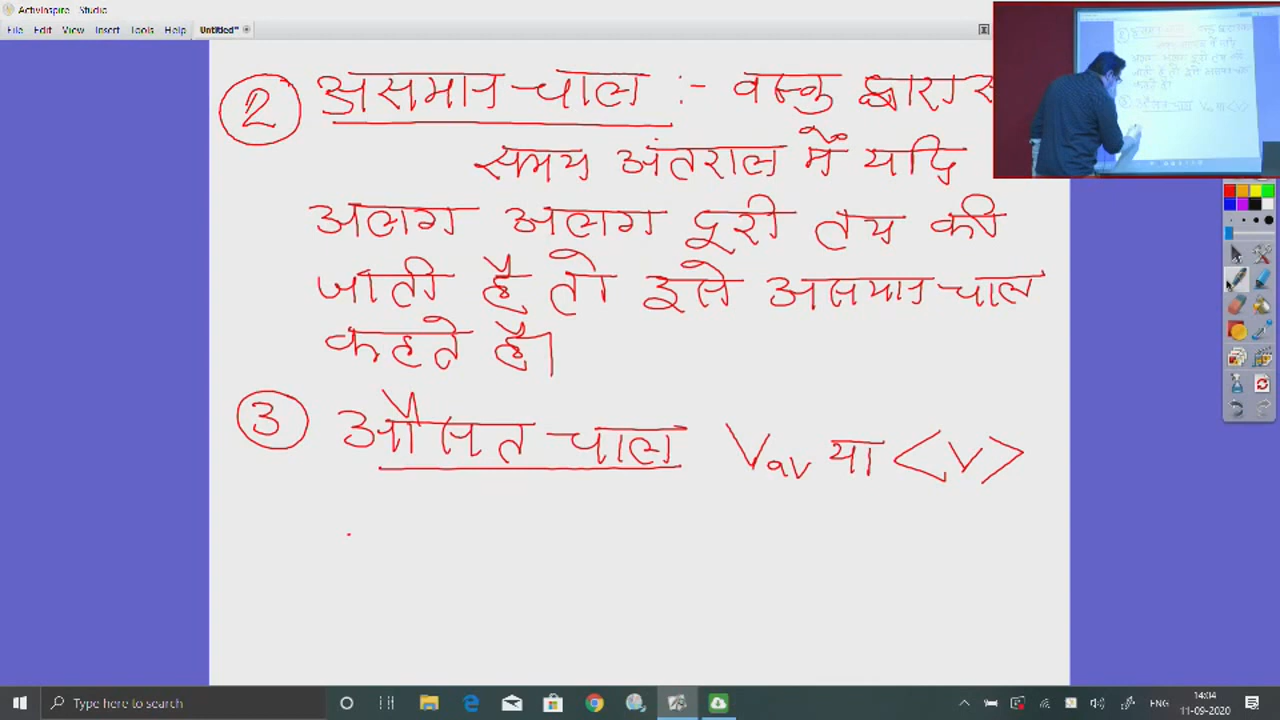 ActivInspire - Studio
File Edit View Insert Tools Help Untitled*
② असमान चाल :- वस्तु द्वारा स
समय अंतराल में यदि
अलग अलग दूरी तय की
जाती है तो इसे असमान चाल
कहते है।
③ औसत चाल Vav या <v>
Type here to search
ENG
14:04
11-09-2020